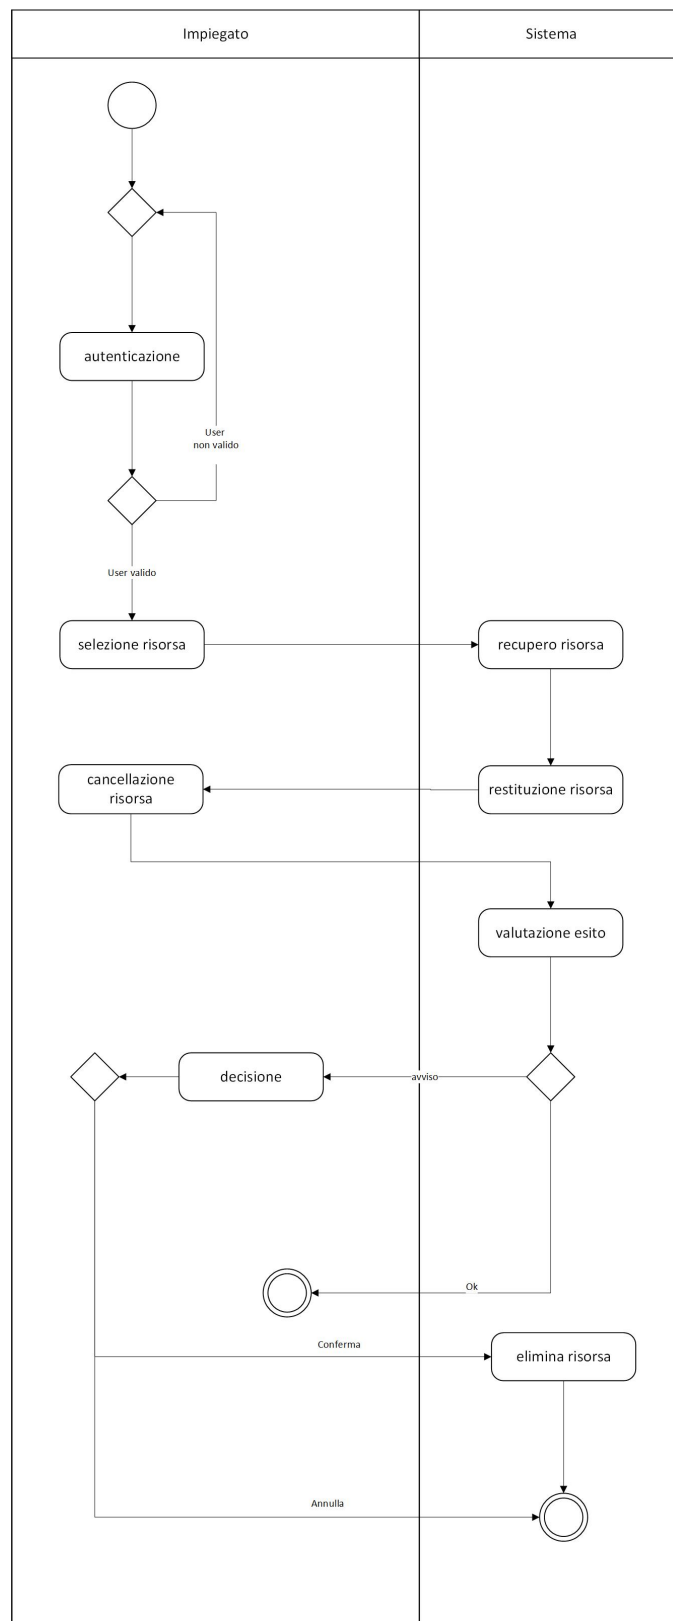 Impiegato
Sistema
autenticazione
User
non valido
User valido
selezione risorsa
recupero risorsa
cancellazione
risorsa
restituzione risorsa
valutazione esito
decisione
avviso
Ok
Conferma
elimina risorsa
Annulla